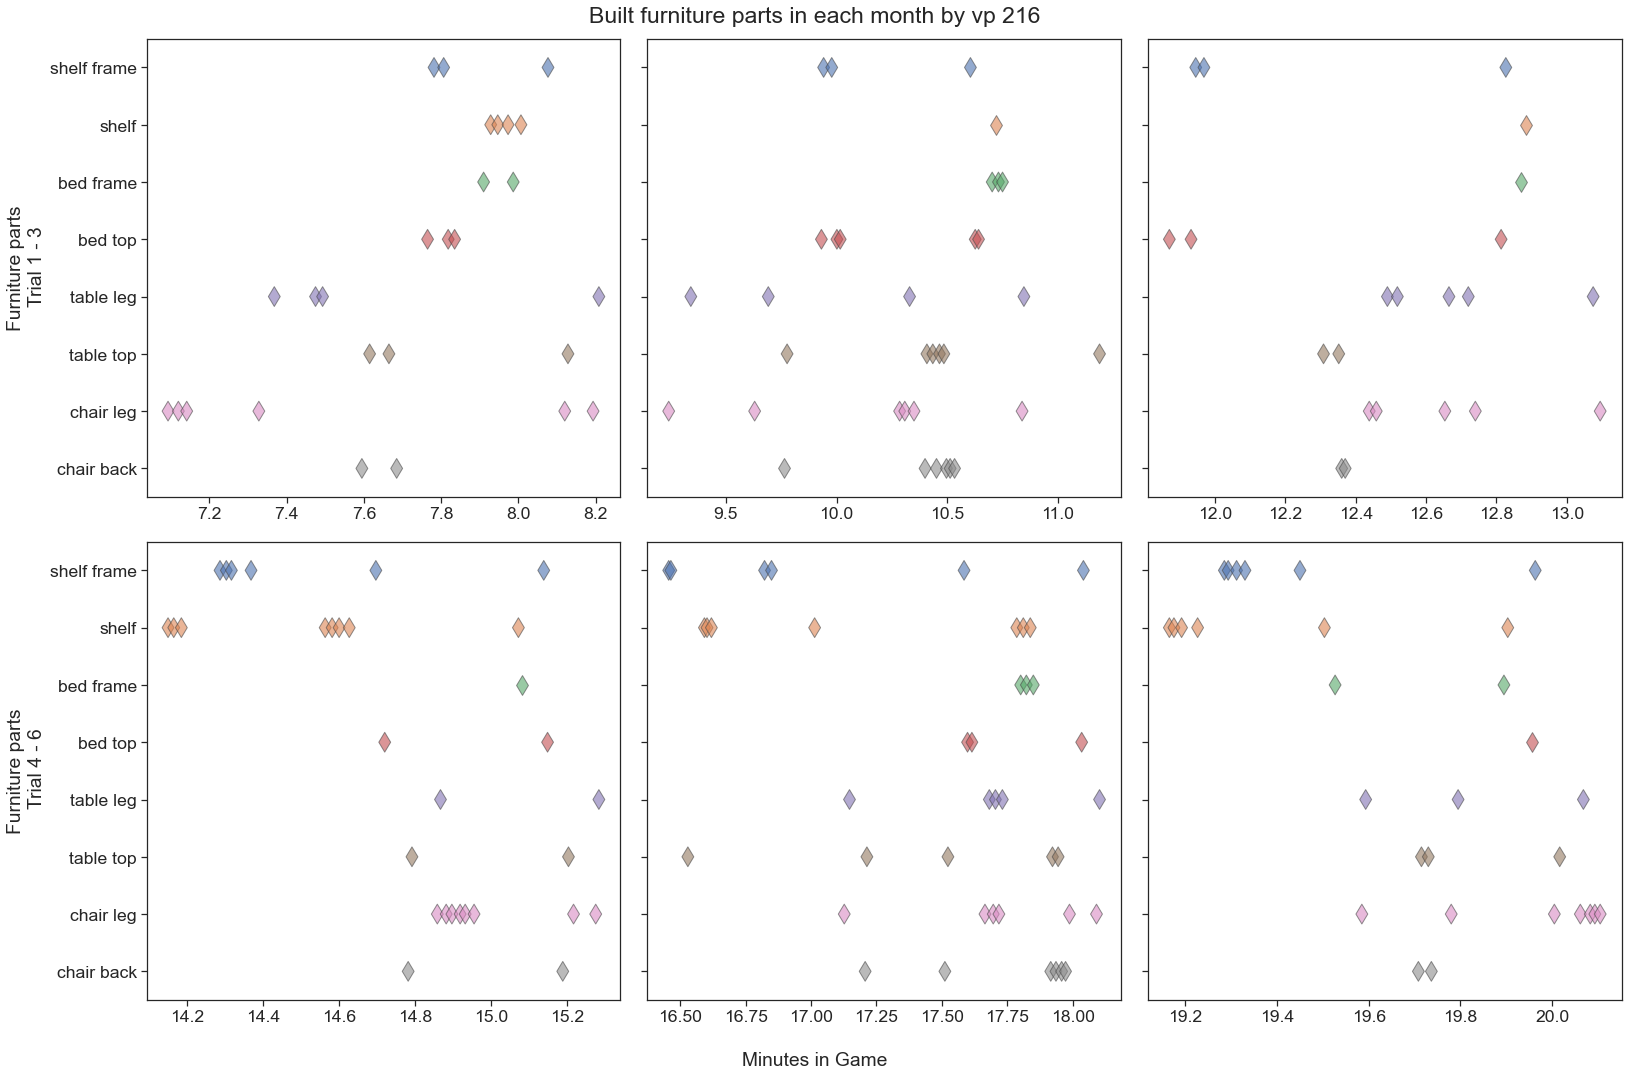 Built furniture parts in each month by vp 216
Furniture parts
Trial 1 - 3
shelf frame
shelf
bed frame
bed top
table leg
table top
chair leg
chair back
7.2 7.4 7.6 7.8 8.0 8.2
9.5 10.0 10.5 11.0
12.0 12.2 12.4 12.6 12.8 13.0
Furniture parts
Trial 4 - 6
shelf frame
shelf
bed frame
bed top
table leg
table top
chair leg
chair back
14.2 14.4 14.6 14.8 15.0 15.2
16.50 16.75 17.00 17.25 17.50 17.75 18.00
19.2 19.4 19.6 19.8 20.0
Minutes in Game